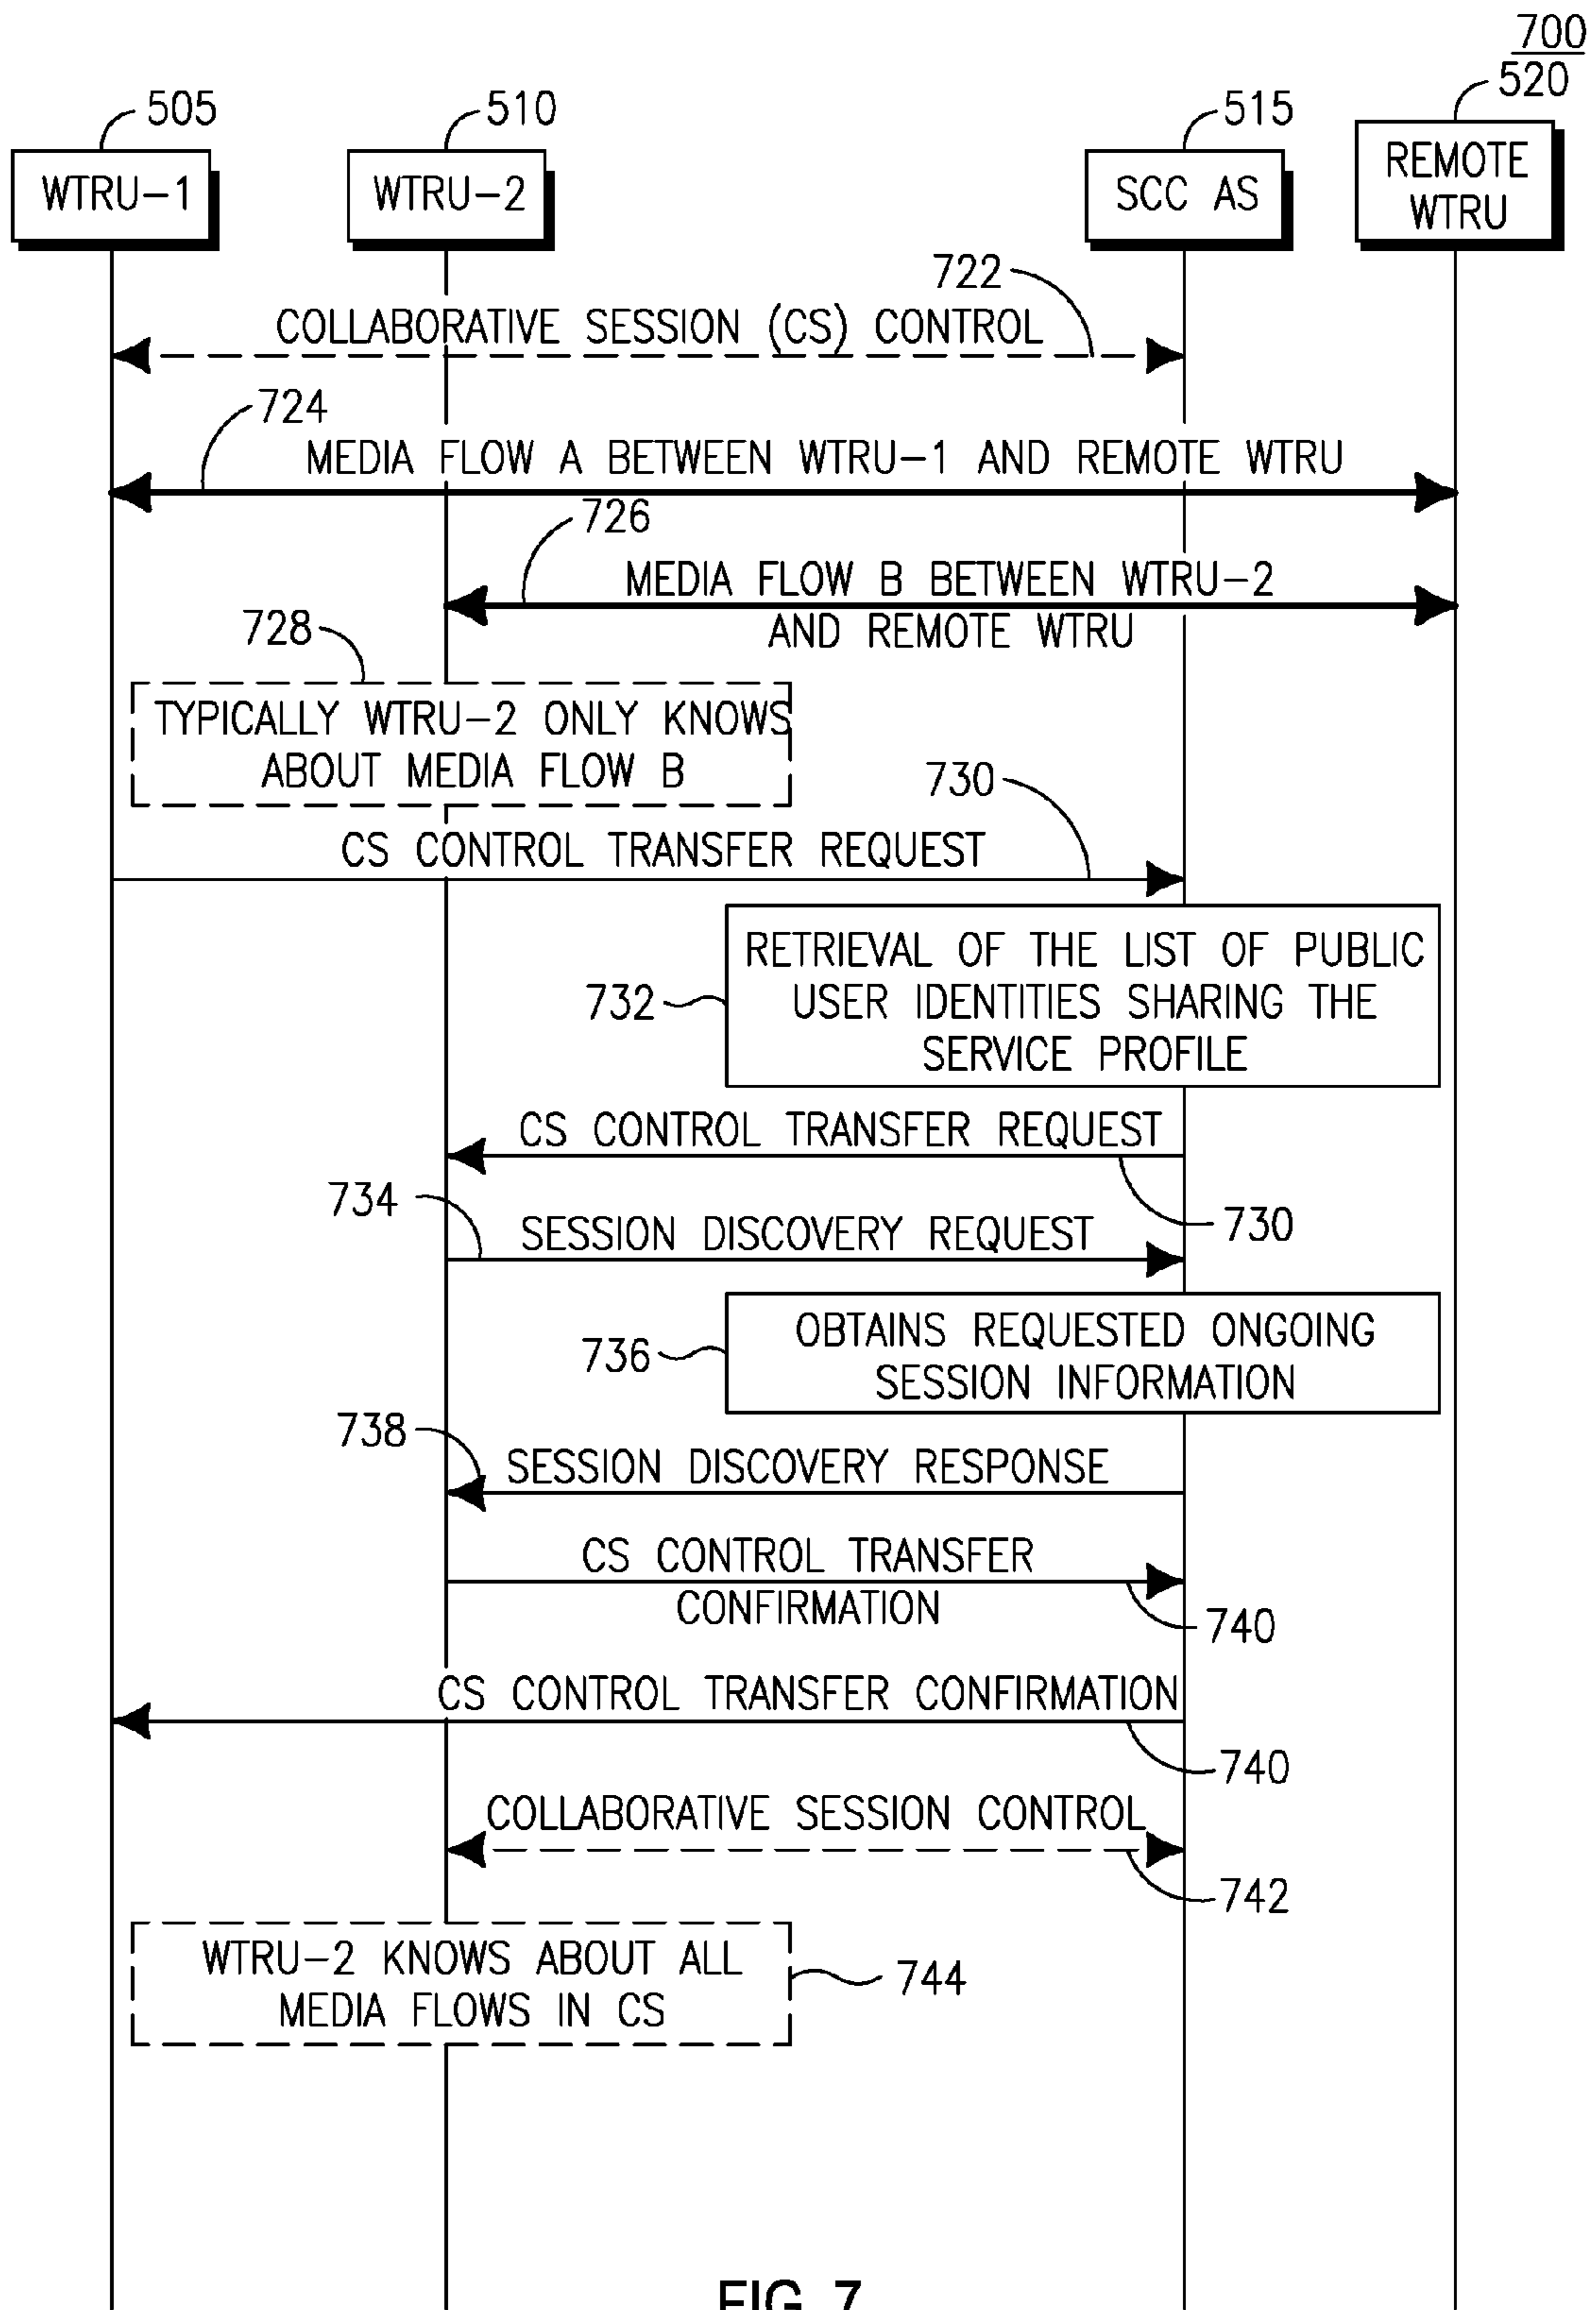 700
520
505
510
515
WTRU-1
WTRU-2
SCC AS
REMOTE
WTRU
722
COLLABORATIVE SESSION (CS) CONTROL
724
MEDIA FLOW A BETWEEN WTRU-1 AND REMOTE WTRU
726
MEDIA FLOW B BETWEEN WTRU-2
AND REMOTE WTRU
728
TYPICALLY WTRU-2 ONLY KNOWS
ABOUT MEDIA FLOW B
730
CS CONTROL TRANSFER REQUEST
RETRIEVAL OF THE LIST OF PUBLIC
USER IDENTITIES SHARING THE
SERVICE PROFILE
732
CS CONTROL TRANSFER REQUEST
730
734
SESSION DISCOVERY REQUEST
OBTAINS REQUESTED ONGOING
SESSION INFORMATION
736
738
SESSION DISCOVERY RESPONSE
CS CONTROL TRANSFER
CONFIRMATION
740
CS CONTROL TRANSFER CONFIRMATION
740
COLLABORATIVE SESSION CONTROL
742
WTRU-2 KNOWS ABOUT ALL
MEDIA FLOWS IN CS
744
FIG. 7